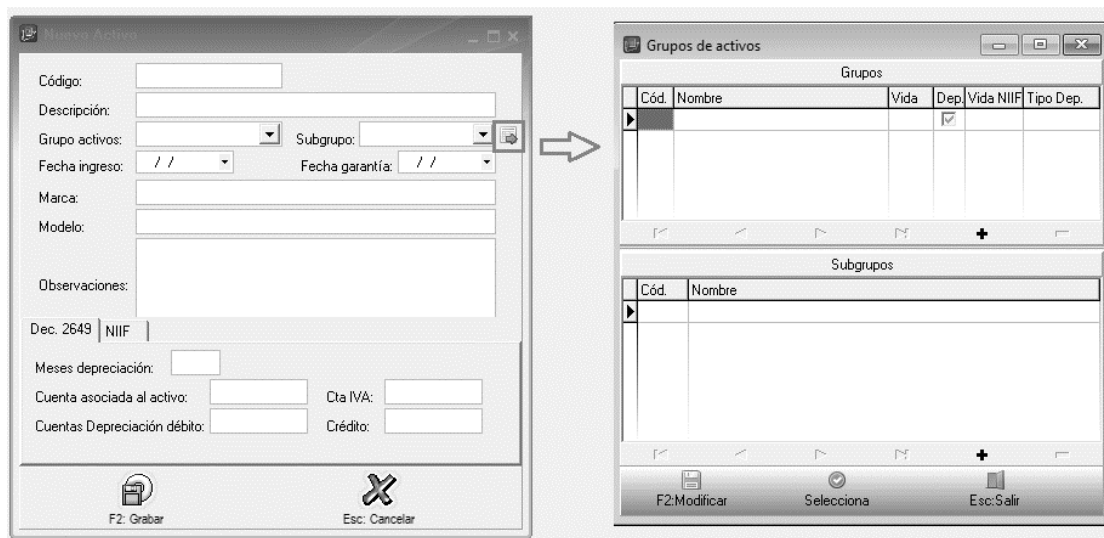 Nuevo Activo
Código:
Descripción:
Grupo activos:
Subgrupo:
Fecha ingreso: / /
Fecha garantía: / /
Marca:
Modelo:
Observaciones:
Dec. 2649
NIIF
Meses depreciación:
Cuenta asociada al activo:
Cta IVA:
Cuentas Depreciación débito:
Crédito:
F2: Grabar
Esc: Cancelar
Grupos de activos
Grupos
Cód. Nombre Vida Dep. Vida NIIF Tipo Dep.
Subgrupos
Cód. Nombre
F2:Modificar
Selecciona
Esc:Salir